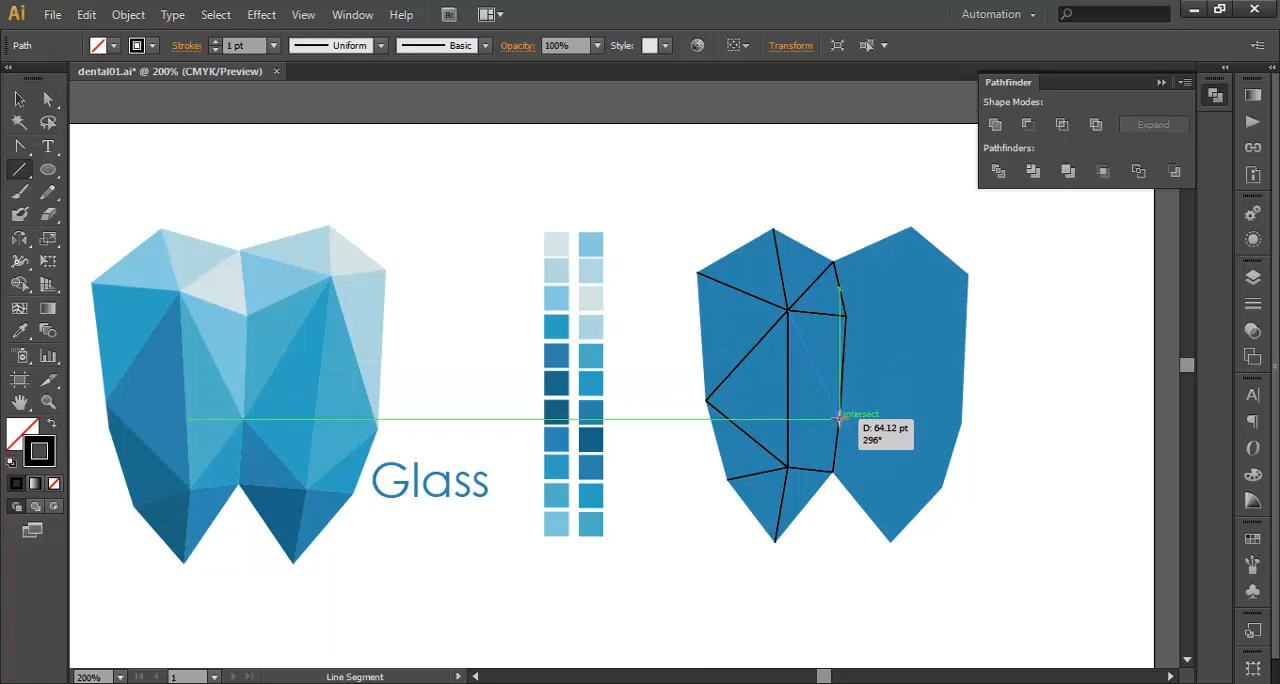 Ai File Edit Object Type Select Effect View Window Help Br Automation
Path Stroke: 1 pt Uniform Basic Opacity: 100% Style: Transform
dental01.ai* @ 200% (CMYK/Preview) ×
Pathfinder
Shape Modes:
Expand
Pathfinders:
intersect
D: 64.12 pt
296°
Glass
200% 1 Line Segment